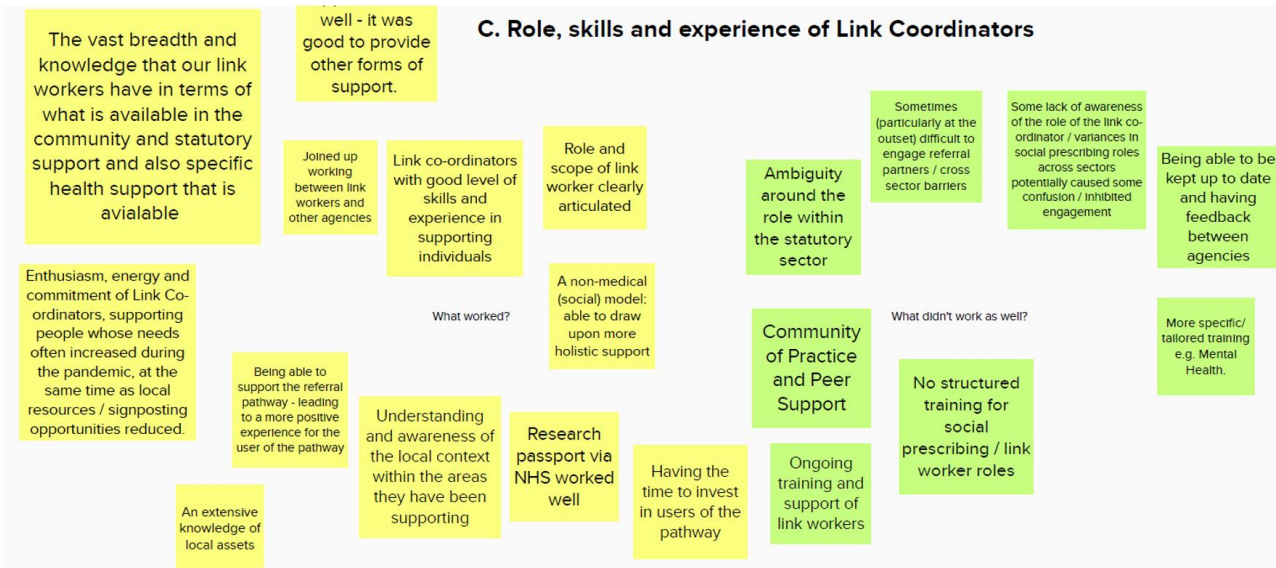 C. Role, skills and experience of Link Coordinators
The vast breadth and
knowledge that our link
workers have in terms of
what is available in the
community and statutory
support and also specific
health support that is
avialable
well - it was
good to provide
other forms of
support.
Joined up
working
between link
workers and
other agencies
Link co-ordinators
with good level of
skills and
experience in
supporting
individuals
Role and
scope of link
worker clearly
articulated
Enthusiasm, energy and
commitment of Link Co-
ordinators, supporting
people whose needs
often increased during
the pandemic, at the
same time as local
resources / signposting
opportunities reduced.
What worked?
A non-medical
(social) model:
able to draw
upon more
holistic support
Being able to
support the referral
pathway - leading
to a more positive
experience for the
user of the pathway
Understanding
and awareness of
the local context
within the areas
they have been
supporting
Research
passport via
NHS worked
well
Having the
time to invest
in users of the
pathway
An extensive
knowledge of
local assets
Ambiguity
around the
role within
the statutory
sector
Sometimes
(particularly at the
outset) difficult to
engage referral
partners / cross
sector barriers
Some lack of awareness
of the role of the link co-
ordinator / variances in
social prescribing roles
across sectors
potentially caused some
confusion / inhibited
engagement
Being able to be
kept up to date
and having
feedback
between
agencies
Community
of Practice
and Peer
Support
What didn't work as well?
More specific/
tailored training
e.g. Mental
Health.
No structured
training for
social
prescribing / link
worker roles
Ongoing
training and
support of
link workers